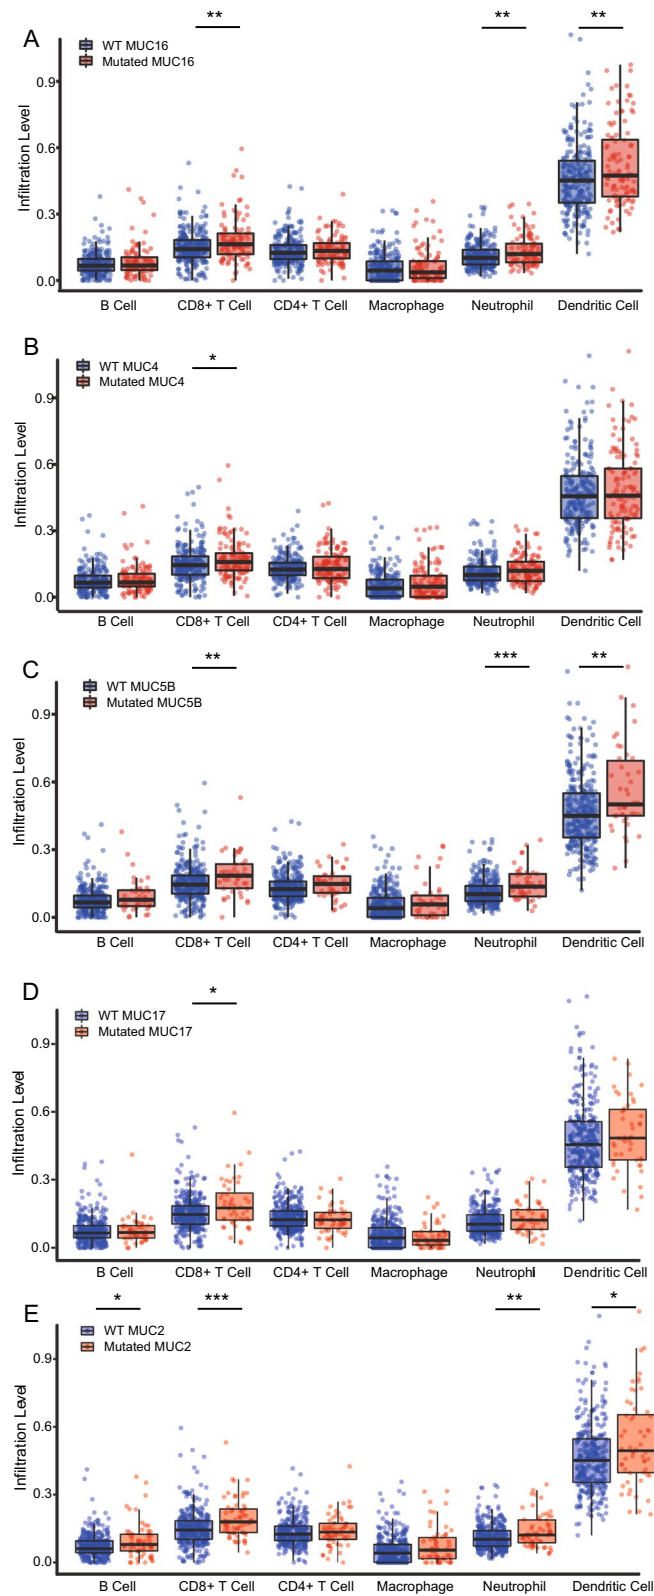 A
** ** **
WT MUC16
Mutated MUC16
Infiltration Level
0.9
0.6
0.3
0.0
B Cell CD8+ T Cell CD4+ T Cell Macrophage Neutrophil Dendritic Cell
B
*
WT MUC4
Mutated MUC4
Infiltration Level
0.9
0.6
0.3
0.0
B Cell CD8+ T Cell CD4+ T Cell Macrophage Neutrophil Dendritic Cell
C
** *** **
WT MUC5B
Mutated MUC5B
Infiltration Level
0.9
0.6
0.3
0.0
B Cell CD8+ T Cell CD4+ T Cell Macrophage Neutrophil Dendritic Cell
D
*
WT MUC17
Mutated MUC17
Infiltration Level
0.9
0.6
0.3
0.0
B Cell CD8+ T Cell CD4+ T Cell Macrophage Neutrophi Dendritic Cell
E
* *** ** *
WT MUC2
Mutated MUC2
Infiltration Level
0.9
0.6
0.3
0.0
B Cell CD8+ T Cell CD4+ T Cell Macrophage Neutrophil Dendritic Cell